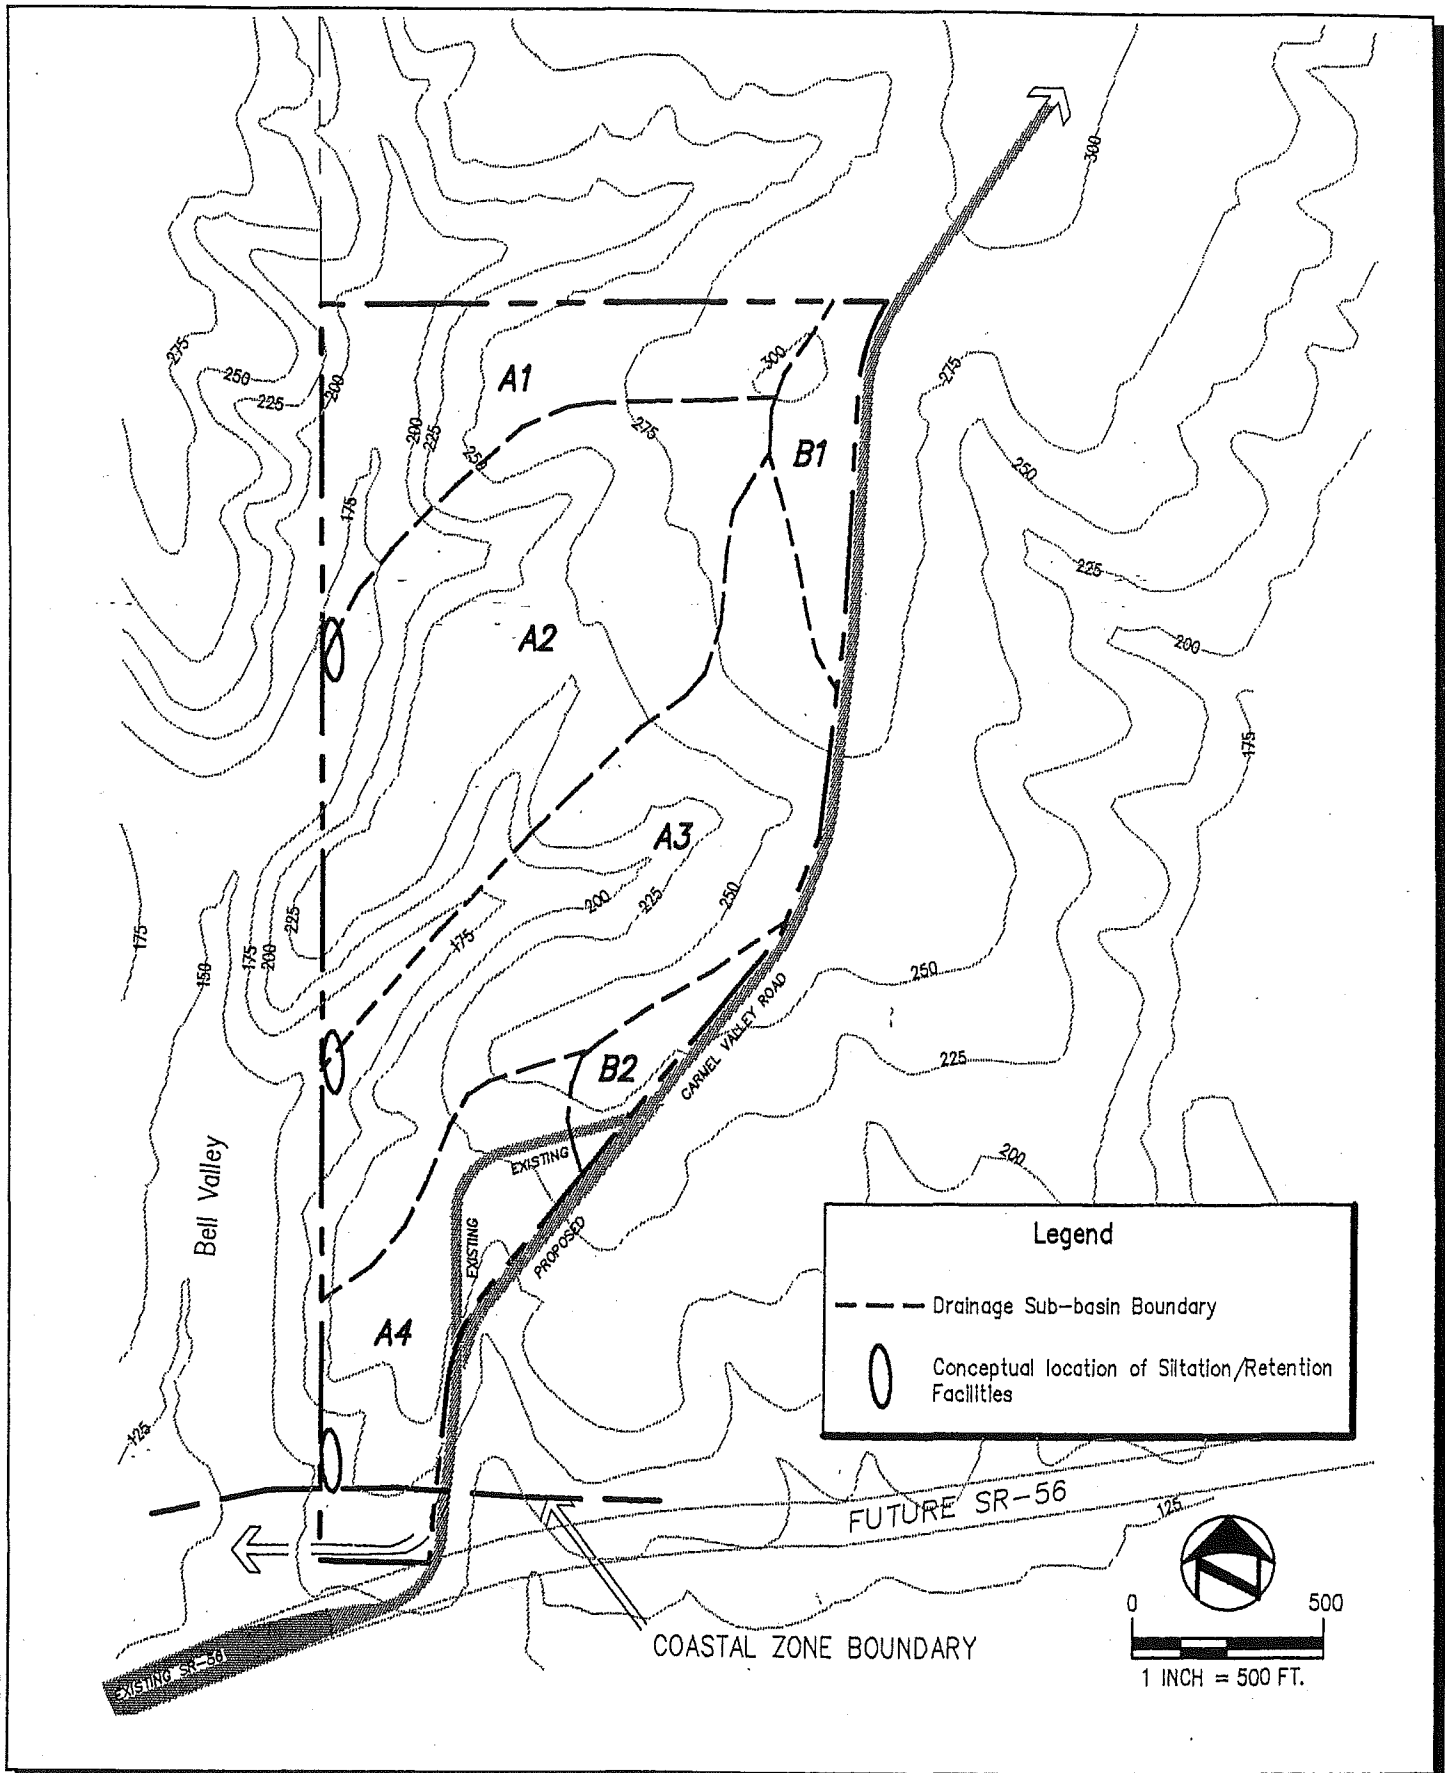 300
275
250
225
200
A1
300
200
225
250
275
B1
275
250
175
225
A2
200
A3
175
200
225
250
175
225
175
150
175
200
250
CARMEL VALLEY ROAD
225
B2
EXISTING
200
Bell Valley
EXISTING
PROPOSED
Legend
Drainage Sub-basin Boundary
Conceptual location of Siltation/Retention
Facilities
A4
125
FUTURE SR-56
125
COASTAL ZONE BOUNDARY
0 500
1 INCH = 500 FT.
EXISTING SR-56